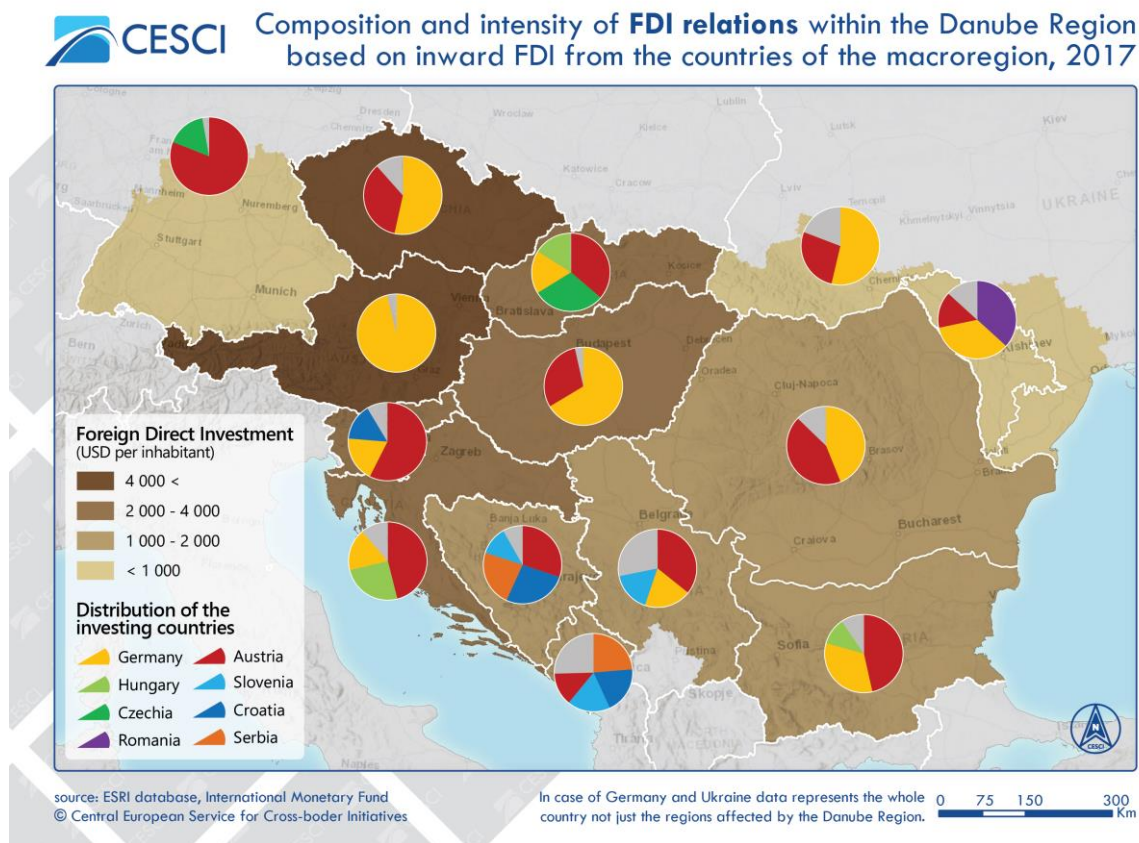 CESCI
Composition and intensity of FDI relations within the Danube Region
based on inward FDI from the countries of the macroregion, 2017
Lublin
Kiev
Dresden
Wroclaw
Chemnitz
Kielce
Katowice
Cracow
Lviv
Ternopil
Khmelnytskyi
Vinnytsia
UKRAINE
Mannheim
Saarbrucken
Nuremberg
Stuttgart
Munich
Kosice
Vienna
Bratislava
Zurich
Bern
Budapest
Oradea
Cluj-Napoca
Brasov
Zagreb
Banja Luka
Belgrade
Bucharest
Craiova
Sofia
Pristina
Skopje
Tirana
Naples
Foreign Direct Investment
(USD per inhabitant)
4 000 <
2 000 - 4 000
1 000 - 2 000
< 1 000
Distribution of the
investing countries
Germany
Austria
Hungary
Slovenia
Czechia
Croatia
Romania
Serbia
N
CESCI
source: ESRI database, International Monetary Fund
© Central European Service for Cross-boder Initiatives
In case of Germany and Ukraine data represents the whole
country not just the regions affected by the Danube Region.
0 75 150 300
Km